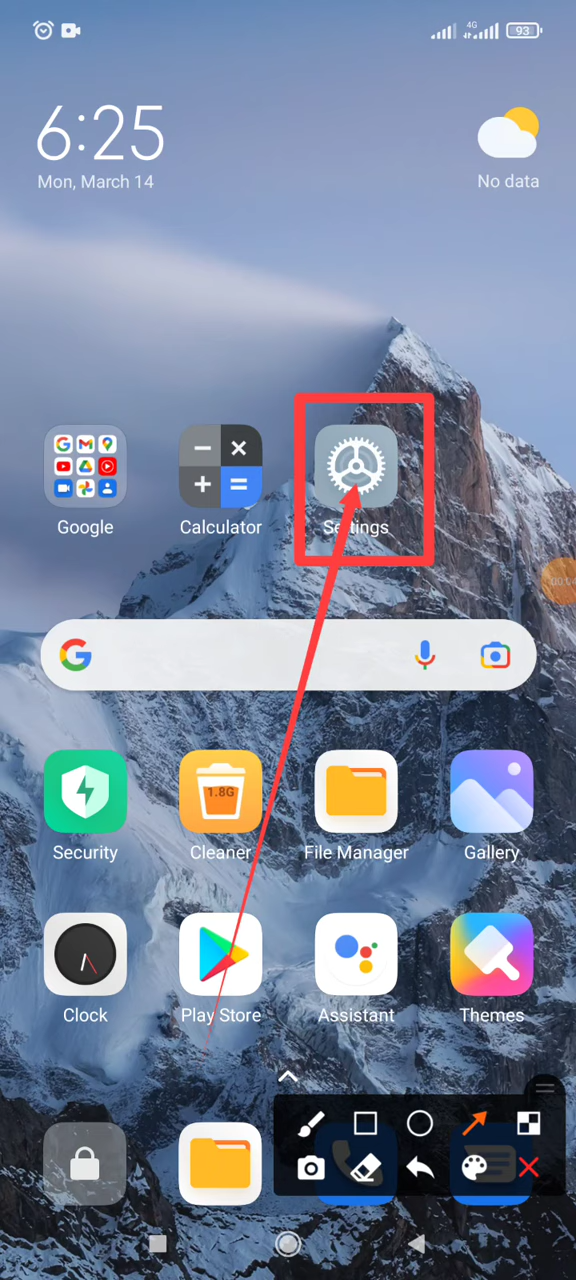 4G
93
6:25
Mon, March 14
No data
Google
Calculator
Settings
1.8G
Security
Cleaner
File Manager
Gallery
Clock
Play Store
Assistant
Themes